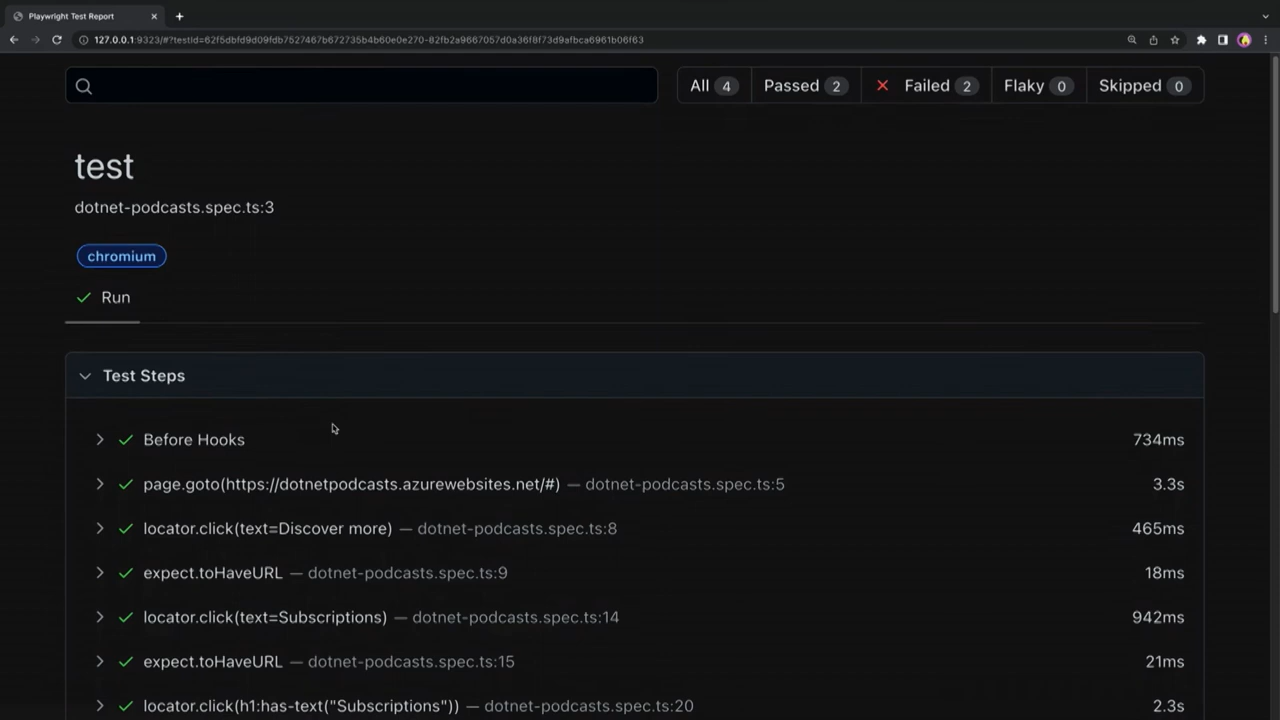 Playwright Test Report
127.0.0.1:9323/#?testId=62f5dbfd9d09fdb7527467b672735b4b60e0e270-82fb2a9667057d0a36f8f73d9afbca6961b06f63
All 4
Passed 2
Failed 2
Flaky 0
Skipped 0
test
dotnet-podcasts.spec.ts:3
chromium
Run
Test Steps
Before Hooks 734ms
page.goto(https://dotnetpodcasts.azurewebsites.net/#) — dotnet-podcasts.spec.ts:5 3.3s
locator.click(text=Discover more) — dotnet-podcasts.spec.ts:8 465ms
expect.toHaveURL — dotnet-podcasts.spec.ts:9 18ms
locator.click(text=Subscriptions) — dotnet-podcasts.spec.ts:14 942ms
expect.toHaveURL — dotnet-podcasts.spec.ts:15 21ms
locator.click(h1:has-text("Subscriptions")) — dotnet-podcasts.spec.ts:20 2.3s